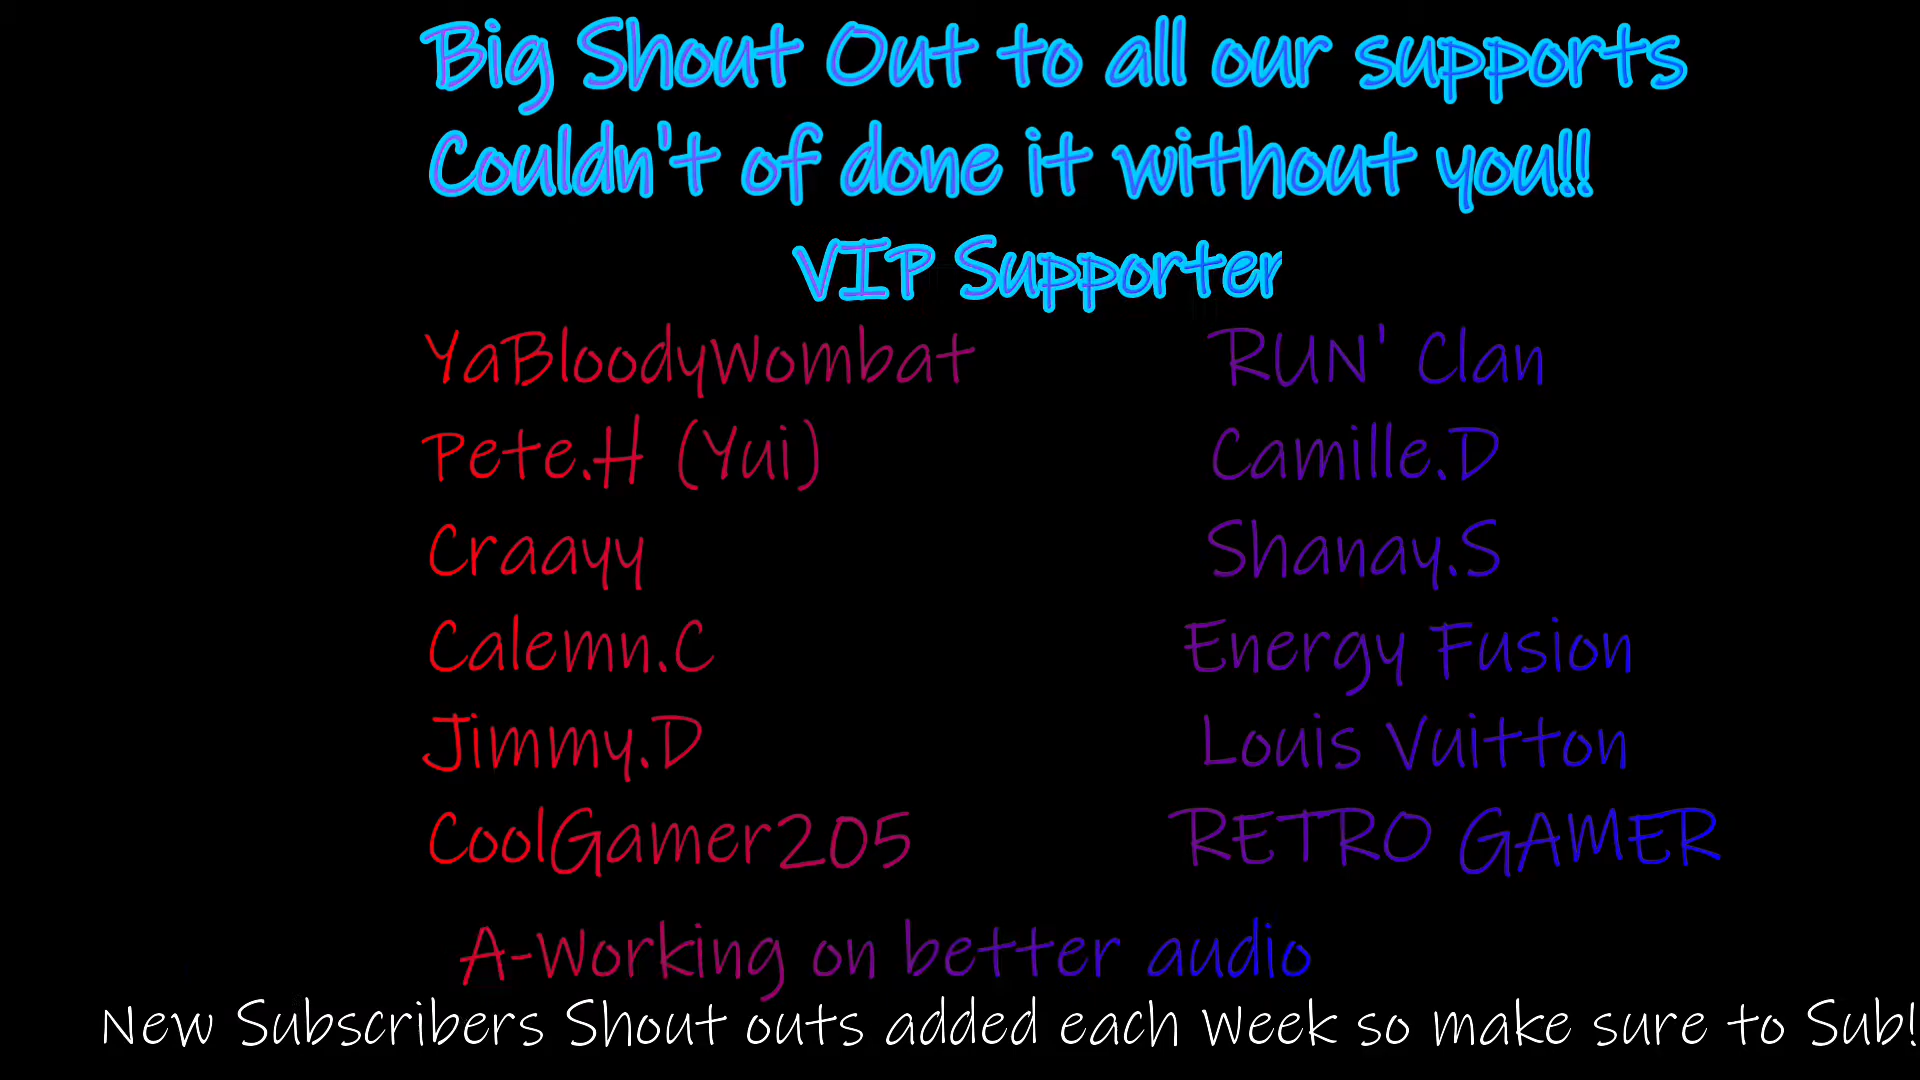 Big Shout Out to all our supports
Couldn't of done it without you!!
VIP Supporter
YaBloodyWombat RUN' Clan
Pete.H (Yui) Camille.D
Craayy Shanay.S
Calemn.C Energy Fusion
Jimmy.D Louis Vuitton
CoolGamer205 RETRO GAMER
A-Working on better audio
New Subscribers Shout outs added each Week so make sure to Sub!